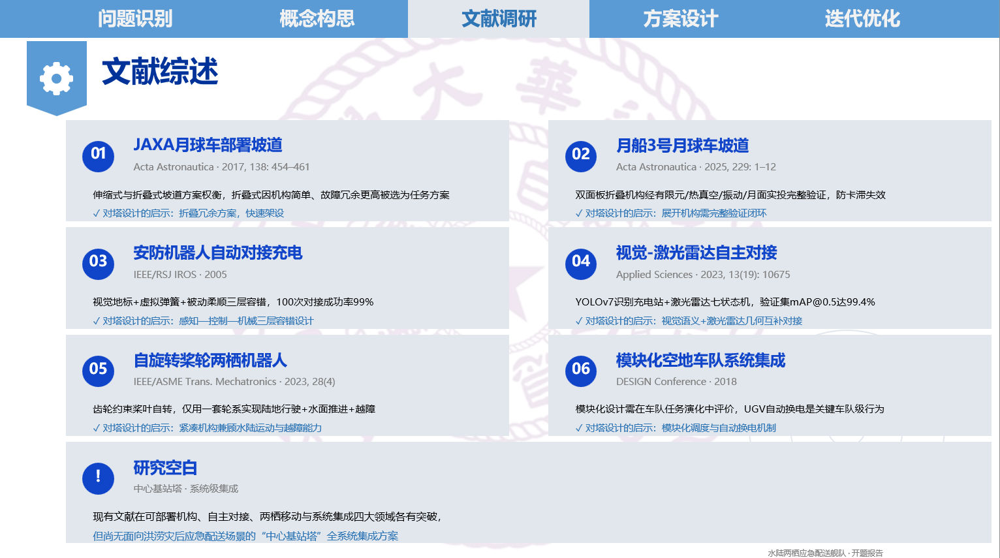 问题识别
概念构思
文献调研
方案设计
迭代优化
文献综述
01
JAXA月球车部署坡道
Acta Astronautica · 2017, 138: 454–461
伸缩式与折叠式坡道方案权衡，折叠式因机构简单、故障冗余更高被选为任务方案
✓ 对塔设计的启示：折叠冗余方案，快速架设
02
月船3号月球车坡道
Acta Astronautica · 2025, 229: 1–12
双面板折叠机构经有限元/热真空/振动/月面实投完整验证，防卡滞失效
✓ 对塔设计的启示：展开机构需完整验证闭环
03
安防机器人自动对接充电
IEEE/RSJ IROS · 2005
视觉地标+虚拟弹簧+被动柔顺三层容错，100次对接成功率99%
✓ 对塔设计的启示：感知—控制—机械三层容错设计
04
视觉-激光雷达自主对接
Applied Sciences · 2023, 13(19): 10675
YOLOv7识别充电站+激光雷达七状态机，验证集mAP@0.5达99.4%
✓ 对塔设计的启示：视觉语义+激光雷达几何互补对接
05
自旋转桨轮两栖机器人
IEEE/ASME Trans. Mechatronics · 2023, 28(4)
齿轮约束桨叶自转，仅用一套轮系实现陆地行驶+水面推进+越障
✓ 对塔设计的启示：紧凑机构兼顾水陆运动与越障能力
06
模块化空地车队系统集成
DESIGN Conference · 2018
模块化设计需在车队任务演化中评价，UGV自动换电是关键车队级行为
✓ 对塔设计的启示：模块化调度与自动换电机制
!
研究空白
中心基站塔 · 系统级集成
现有文献在可部署机构、自主对接、两栖移动与系统集成四大领域各有突破，
但尚无面向洪涝灾后应急配送场景的“中心基站塔”全系统集成方案
水陆两栖应急配送舰队 · 开题报告